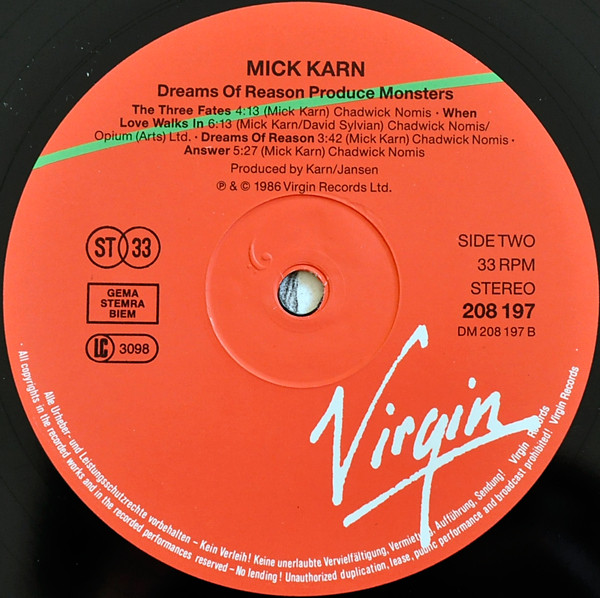 MICK KARN
Dreams Of Reason Produce Monsters
The Three Fates 4:13 (Mick Karn) Chadwick Nomis · When
Love Walks In 6:13 (Mick Karn/David Sylvian) Chadwick Nomis/
Opium (Arts) Ltd. · Dreams Of Reason 3:42 (Mick Karn) Chadwick Nomis ·
Answer 5:27 (Mick Karn) Chadwick Nomis
Produced by Karn/Jansen
℗ & © 1986 Virgin Records Ltd.
ST 33
GEMA
STEMRA
BIEM
LC 3098
SIDE TWO
33 RPM
STEREO
208 197
DM 208 197 B
Virgin
Alle Urheber- und Leistungsschutzrechte vorbehalten – Kein Verleih! Keine unerlaubte Vervielfältigung, Vermietung, Aufführung, Sendung! Virgin Records
All copyrights in the recorded works and in the recorded performances reserved – No lending! Unauthorized duplication, lease, public performance and broadcast prohibited! Virgin Records